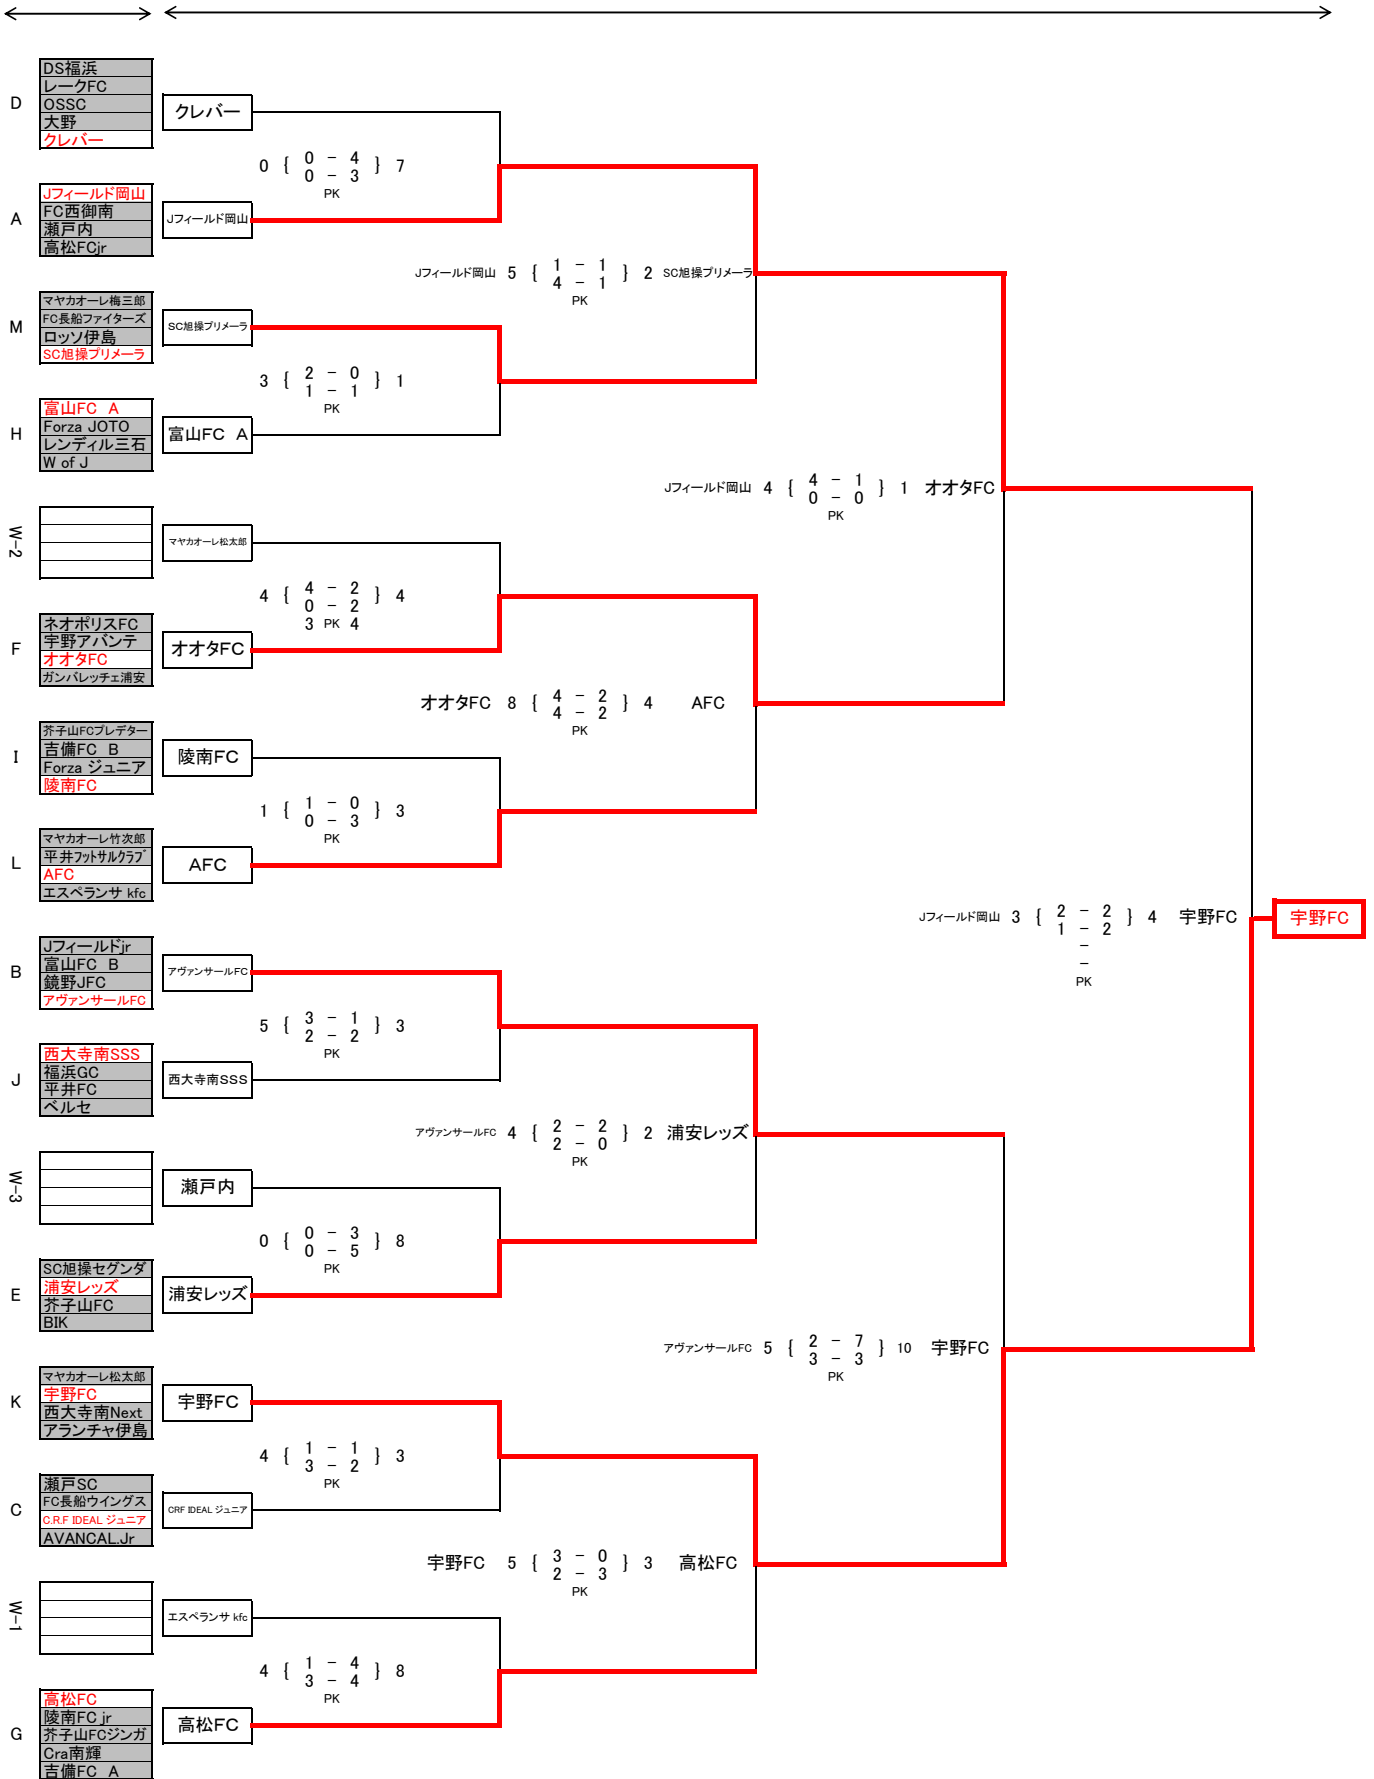 D
DS福浜
レークFC
OSSC
大野
クレバー
クレバー
0 { 0 - 4 } 7
0 - 3
PK
A
Jフィールド岡山
FC西御南
瀬戸内
高松FCjr
Jフィールド岡山
Jフィールド岡山 5 { 1 - 1 } 2 SC旭操プリメーラ
4 - 1
PK
M
マヤカオーレ梅三郎
FC長船ファイターズ
ロッソ伊島
SC旭操プリメーラ
SC旭操プリメーラ
3 { 2 - 0 } 1
1 - 1
PK
H
富山FC A
Forza JOTO
レンディル三石
W of J
富山FC A
Jフィールド岡山 4 { 4 - 1 } 1 オオタFC
0 - 0
PK
W-2
マヤカオーレ松太郎
4 { 4 - 2 } 4
0 - 2
3 PK 4
F
ネオポリスFC
宇野アバンテ
オオタFC
ガンバレッチェ浦安
オオタFC
オオタFC 8 { 4 - 2 } 4 AFC
4 - 2
PK
I
芥子山FCプレデター
吉備FC B
Forza ジュニア
陵南FC
陵南FC
1 { 1 - 0 } 3
0 - 3
PK
L
マヤカオーレ竹次郎
平井フットサルクラブ
AFC
エスペランサ kfc
AFC
Jフィールド岡山 3 { 2 - 2 } 4 宇野FC
1 - 2
-
-
PK
宇野FC
B
Jフィールドjr
富山FC B
鏡野JFC
アヴァンサールFC
アヴァンサールFC
5 { 3 - 1 } 3
2 - 2
PK
J
西大寺南SSS
福浜GC
平井FC
ベルセ
西大寺南SSS
アヴァンサールFC 4 { 2 - 2 } 2 浦安レッズ
2 - 0
PK
W-3
瀬戸内
0 { 0 - 3 } 8
0 - 5
PK
E
SC旭操セグンダ
浦安レッズ
芥子山FC
BIK
浦安レッズ
アヴァンサールFC 5 { 2 - 7 } 10 宇野FC
3 - 3
PK
K
マヤカオーレ松太郎
宇野FC
西大寺南Next
アランチャ伊島
宇野FC
4 { 1 - 1 } 3
3 - 2
PK
C
瀬戸SC
FC長船ウイングス
C.R.F IDEAL ジュニア
AVANCAL.Jr
CRF IDEAL ジュニア
宇野FC 5 { 3 - 0 } 3 高松FC
2 - 3
PK
W-1
エスペランサ kfc
4 { 1 - 4 } 8
3 - 4
PK
G
高松FC
陵南FC jr
芥子山FCジンガ
Cra南輝
吉備FC A
高松FC